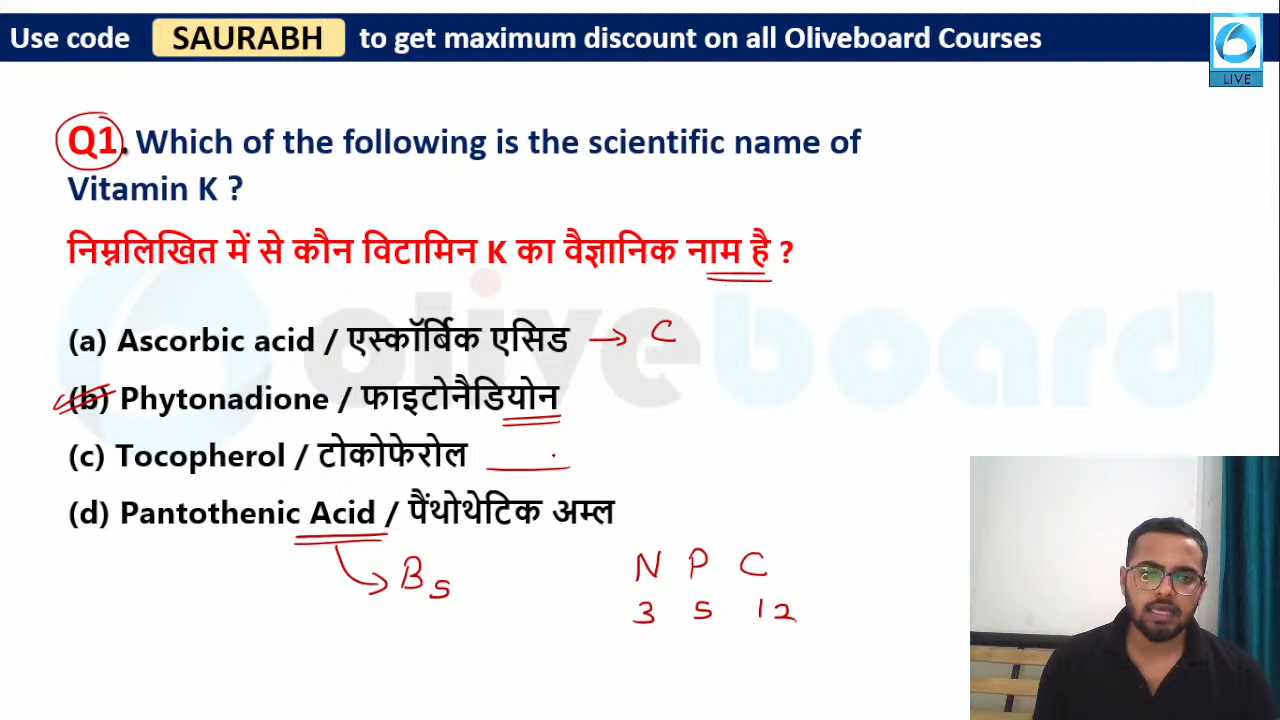 Use code SAURABH to get maximum discount on all Oliveboard Courses
LIVE
Q1. Which of the following is the scientific name of
Vitamin K ?
निम्नलिखित में से कौन विटामिन K का वैज्ञानिक नाम है ?
oliveboard
(a) Ascorbic acid / एस्कॉर्बिक एसिड → C
(b) Phytonadione / फाइटोनैडियोन
(c) Tocopherol / टोकोफेरोल
(d) Pantothenic Acid / पैंथोथेटिक अम्ल
B5
N P C
3 5 12